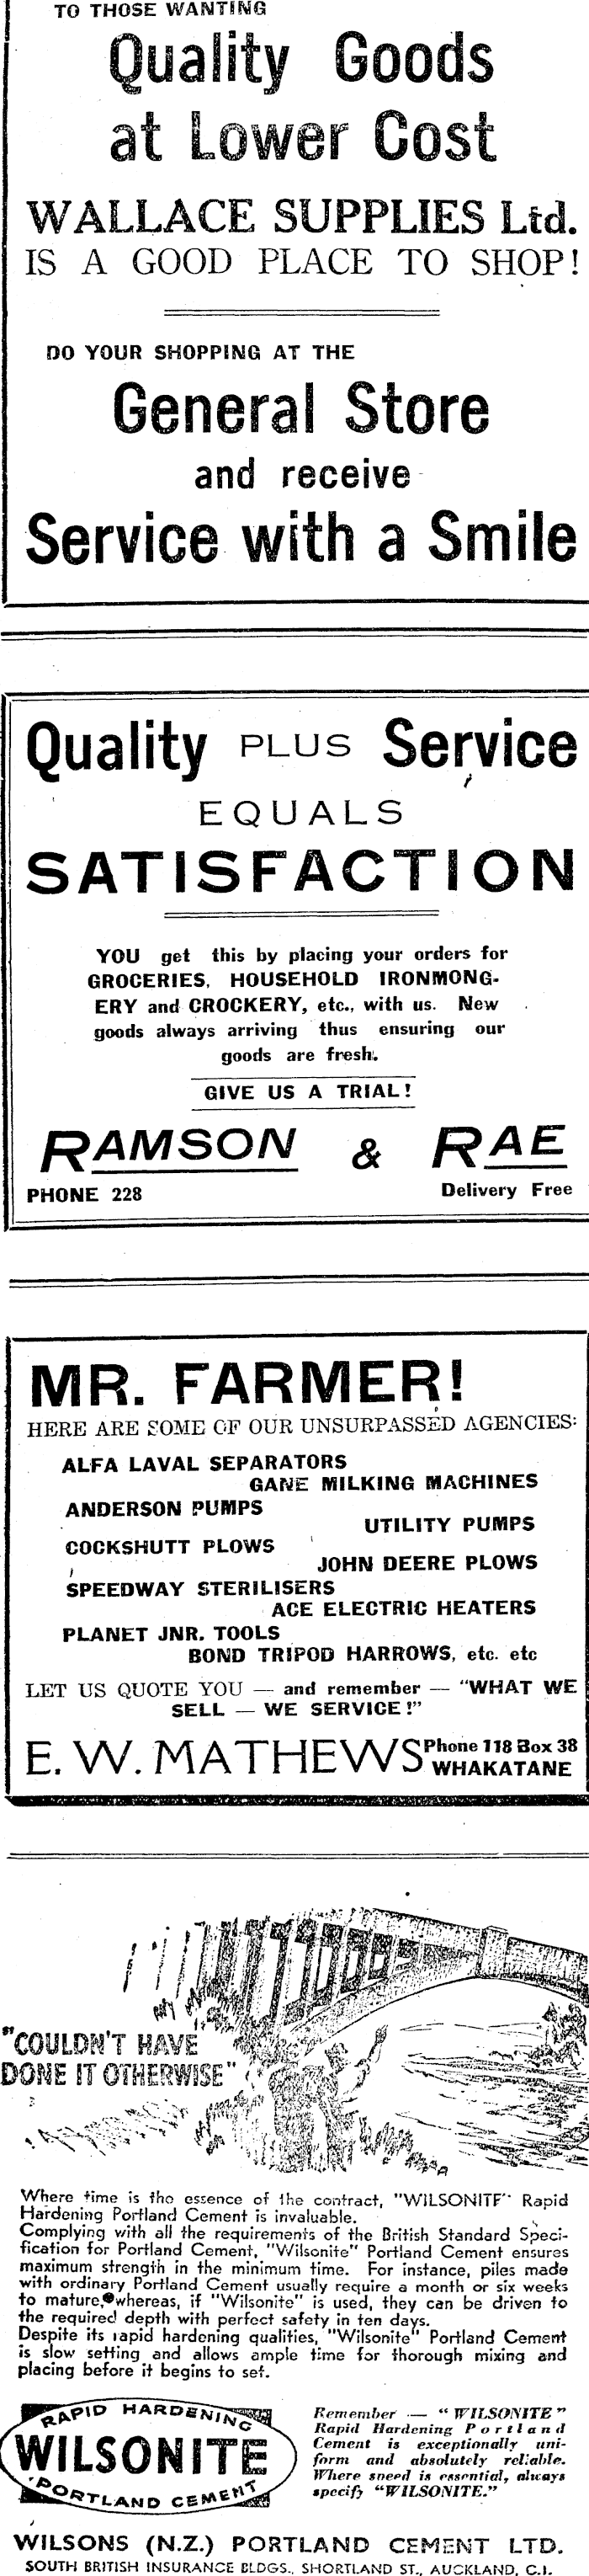 TO THOSE WANTING
Quality Goods
at Lower Cost
WALLACE SUPPLIES Ltd.
IS A GOOD PLACE TO SHOP!
DO YOUR SHOPPING AT THE
General Store
and receive
Service with a Smile
Quality PLUS Service
EQUALS
SATISFACTION
YOU get this by placing your orders for
GROCERIES, HOUSEHOLD IRONMONG-
ERY and CROCKERY, etc., with us. New
goods always arriving thus ensuring our
goods are fresh.
GIVE US A TRIAL!
RAMSON & RAE
PHONE 228 Delivery Free
MR. FARMER!
HERE ARE SOME OF OUR UNSURPASSED AGENCIES:
ALFA LAVAL SEPARATORS
GANE MILKING MACHINES
ANDERSON PUMPS
UTILITY PUMPS
COCKSHUTT PLOWS
JOHN DEERE PLOWS
SPEEDWAY STERILISERS
ACE ELECTRIC HEATERS
PLANET JNR. TOOLS
BOND TRIPOD HARROWS, etc. etc
LET US QUOTE YOU — and remember — "WHAT WE
SELL — WE SERVICE!"
E. W. MATHEWS Phone 118 Box 38
WHAKATANE
"COULDN'T HAVE
DONE IT OTHERWISE"
Where time is the essence of the contract, "WILSONITE" Rapid
Hardening Portland Cement is invaluable.
Complying with all the requirements of the British Standard Speci-
fication for Portland Cement, "Wilsonite" Portland Cement ensures
maximum strength in the minimum time. For instance, piles made
with ordinary Portland Cement usually require a month or six weeks
to mature, whereas, if "Wilsonite" is used, they can be driven to
the required depth with perfect safety in ten days.
Despite its rapid hardening qualities, "Wilsonite" Portland Cement
is slow setting and allows ample time for thorough mixing and
placing before it begins to set.
RAPID HARDENING
WILSONITE
PORTLAND CEMENT
Remember — "WILSONITE"
Rapid Hardening Portland
Cement is exceptionally uni-
form and absolutely reliable.
Where speed is essential, always
specify "WILSONITE."
WILSONS (N.Z.) PORTLAND CEMENT LTD.
SOUTH BRITISH INSURANCE BLDGS., SHORTLAND ST., AUCKLAND, C.1.